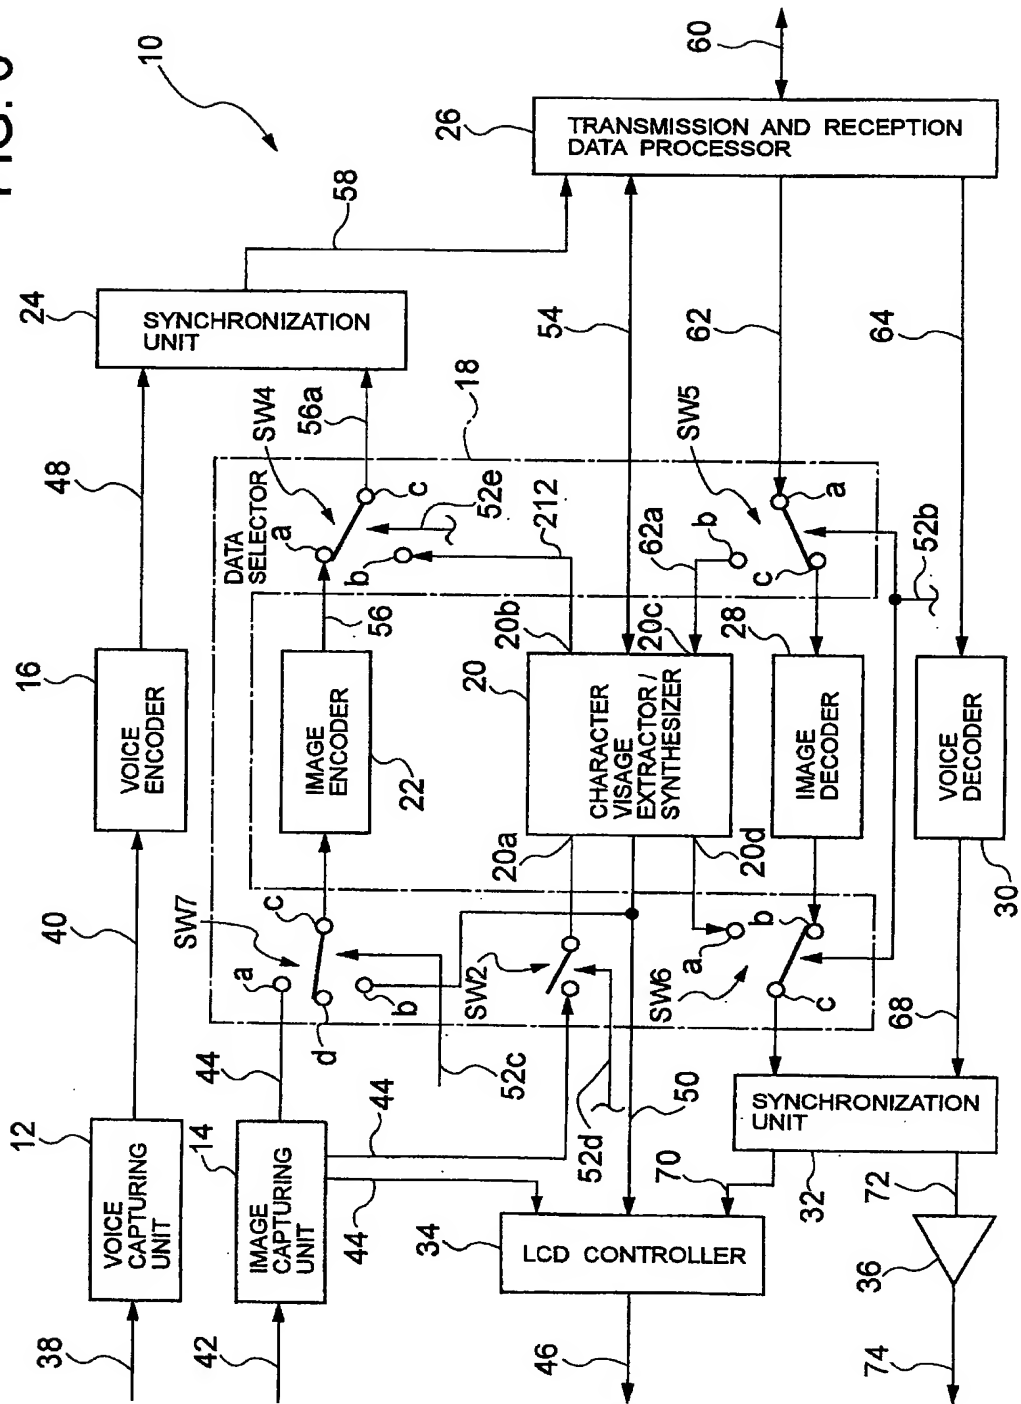 FIG.
10
12
VOICE
CAPTURING
UNIT
38
40
16
VOICE
ENCODER
48
24
SYNCHRONIZATION
UNIT
58
14
IMAGE
CAPTURING
UNIT
42
44
44
44
SW7
a
b
c
d
52c
IMAGE
ENCODER
22
56
DATA
SELECTOR
SW4
a
b
c
56a
52e
18
212
26
TRANSMISSION AND RECEPTION
DATA PROCESSOR
60
SW2
52d
50
20
20a
20b
20c
20d
CHARACTER
VISAGE
EXTRACTOR /
SYNTHESIZER
54
62a
62
SW5
a
b
c
52b
64
34
LCD CONTROLLER
46
70
SW6
a
b
c
28
IMAGE
DECODER
SYNCHRONIZATION
UNIT
32
68
VOICE
DECODER
30
72
36
74